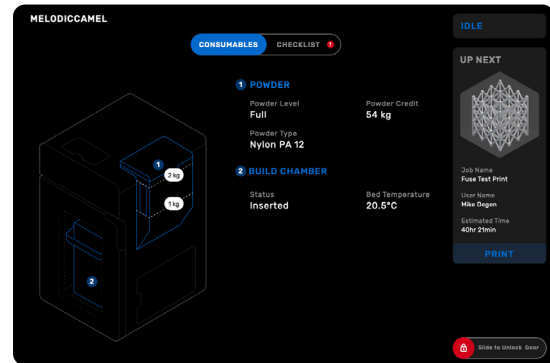 MELODICCAMEL
CONSUMABLES
CHECKLIST 1
IDLE
UP NEXT
1 POWDER
Powder Level
Full
Powder Credit
54 kg
Powder Type
Nylon PA 12
2 BUILD CHAMBER
Status
Inserted
Bed Temperature
20.5°C
1
2 kg
1 kg
2
Job Name
Fuse Test Print
User Name
Mike Degen
Estimated Time
40hr 21min
PRINT
Slide to Unlock Door